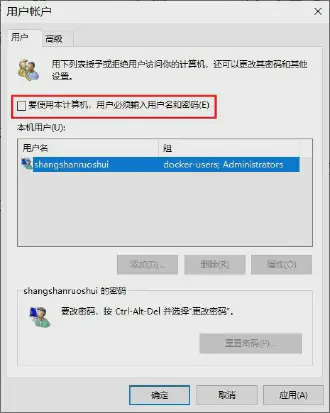 用户帐户
用户 高级
用下列表授予或拒绝用户访问你的计算机，还可以更改其密码和其他
设置。
要使用本计算机，用户必须输入用户名和密码(E)
本机用户(U):
用户名 组
shangshanruoshui docker-users; Administrators
添加(D)... 删除(R) 属性(O)
shangshanruoshui 的密码
要改密码，按 Ctrl-Alt-Del 并选择"更改密码"。
重置密码(P)...
确定 取消 应用(A)